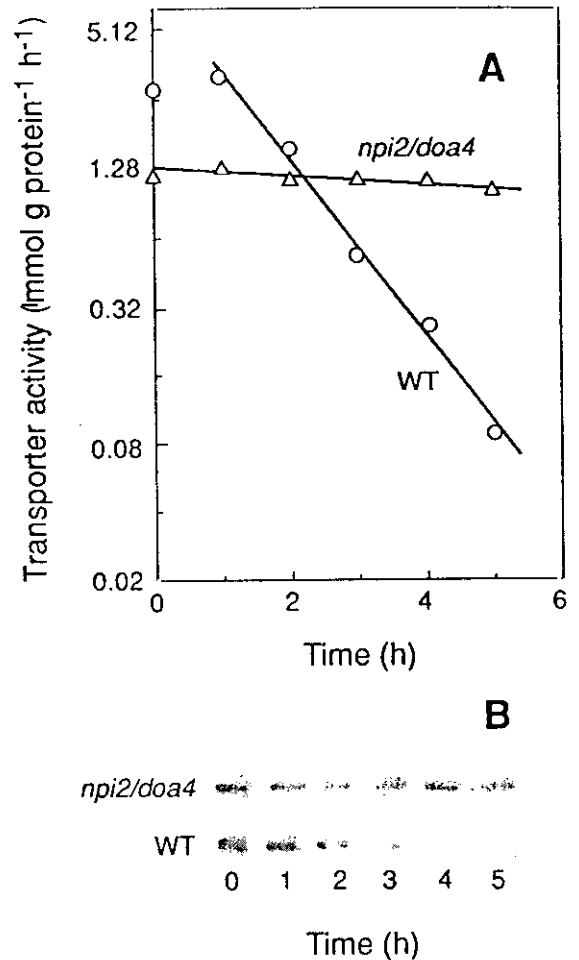 A
5.12
1.28
0.32
0.08
0.02
Transporter activity (lmmol g protein⁻¹ h⁻¹)
npi2/doa4
WT
0 2 4 6
Time (h)
B
npi2/doa4
WT
0 1 2 3 4 5
Time (h)